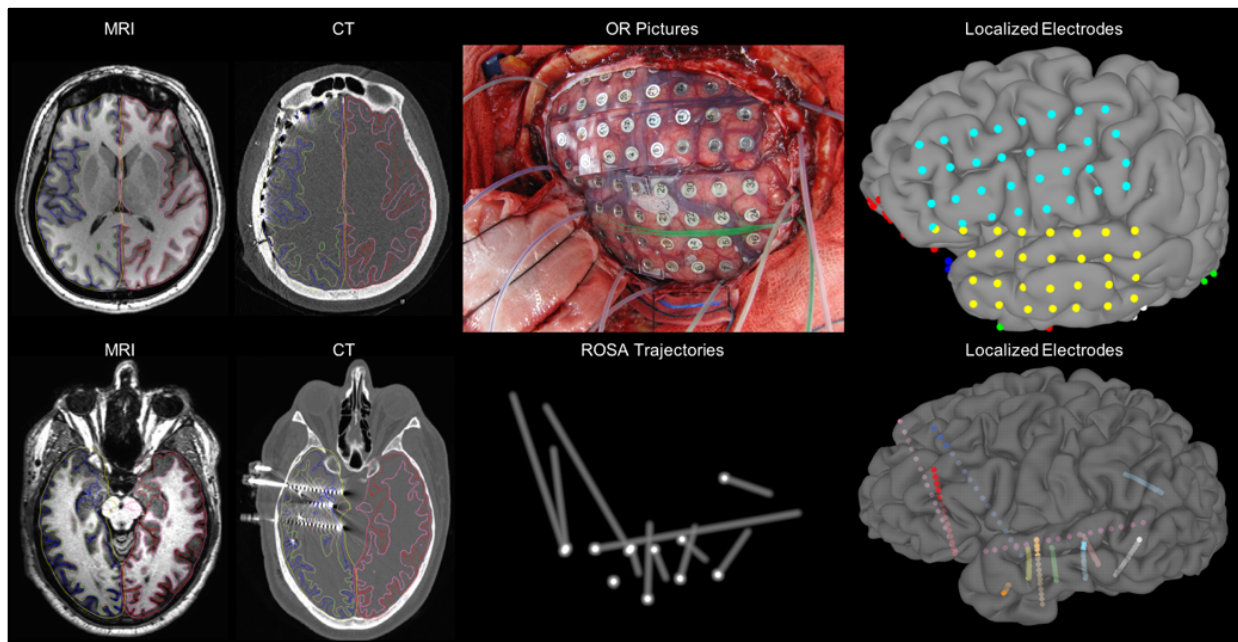 MRI
CT
OR Pictures
Localized Electrodes
MRI
CT
ROSA Trajectories
Localized Electrodes